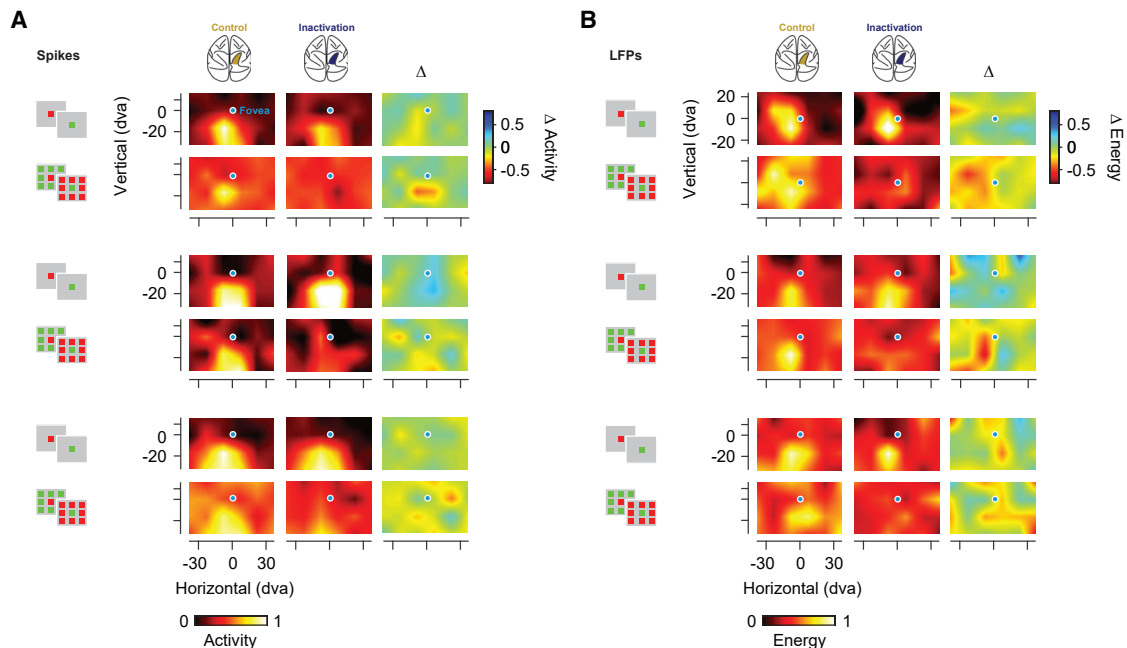 A
B
Control
Inactivation
Control
Inactivation
Spikes
LFPs
Δ
Δ
Fovea
Vertical (dva)
0
-20
0.5
0
-0.5
Δ Activity
Vertical (dva)
20
0
-20
0.5
0
-0.5
Δ Energy
0
-20
0
-20
0
-20
0
-20
-30 0 30
-30 0 30
Horizontal (dva)
Horizontal (dva)
0 1
0 1
Activity
Energy